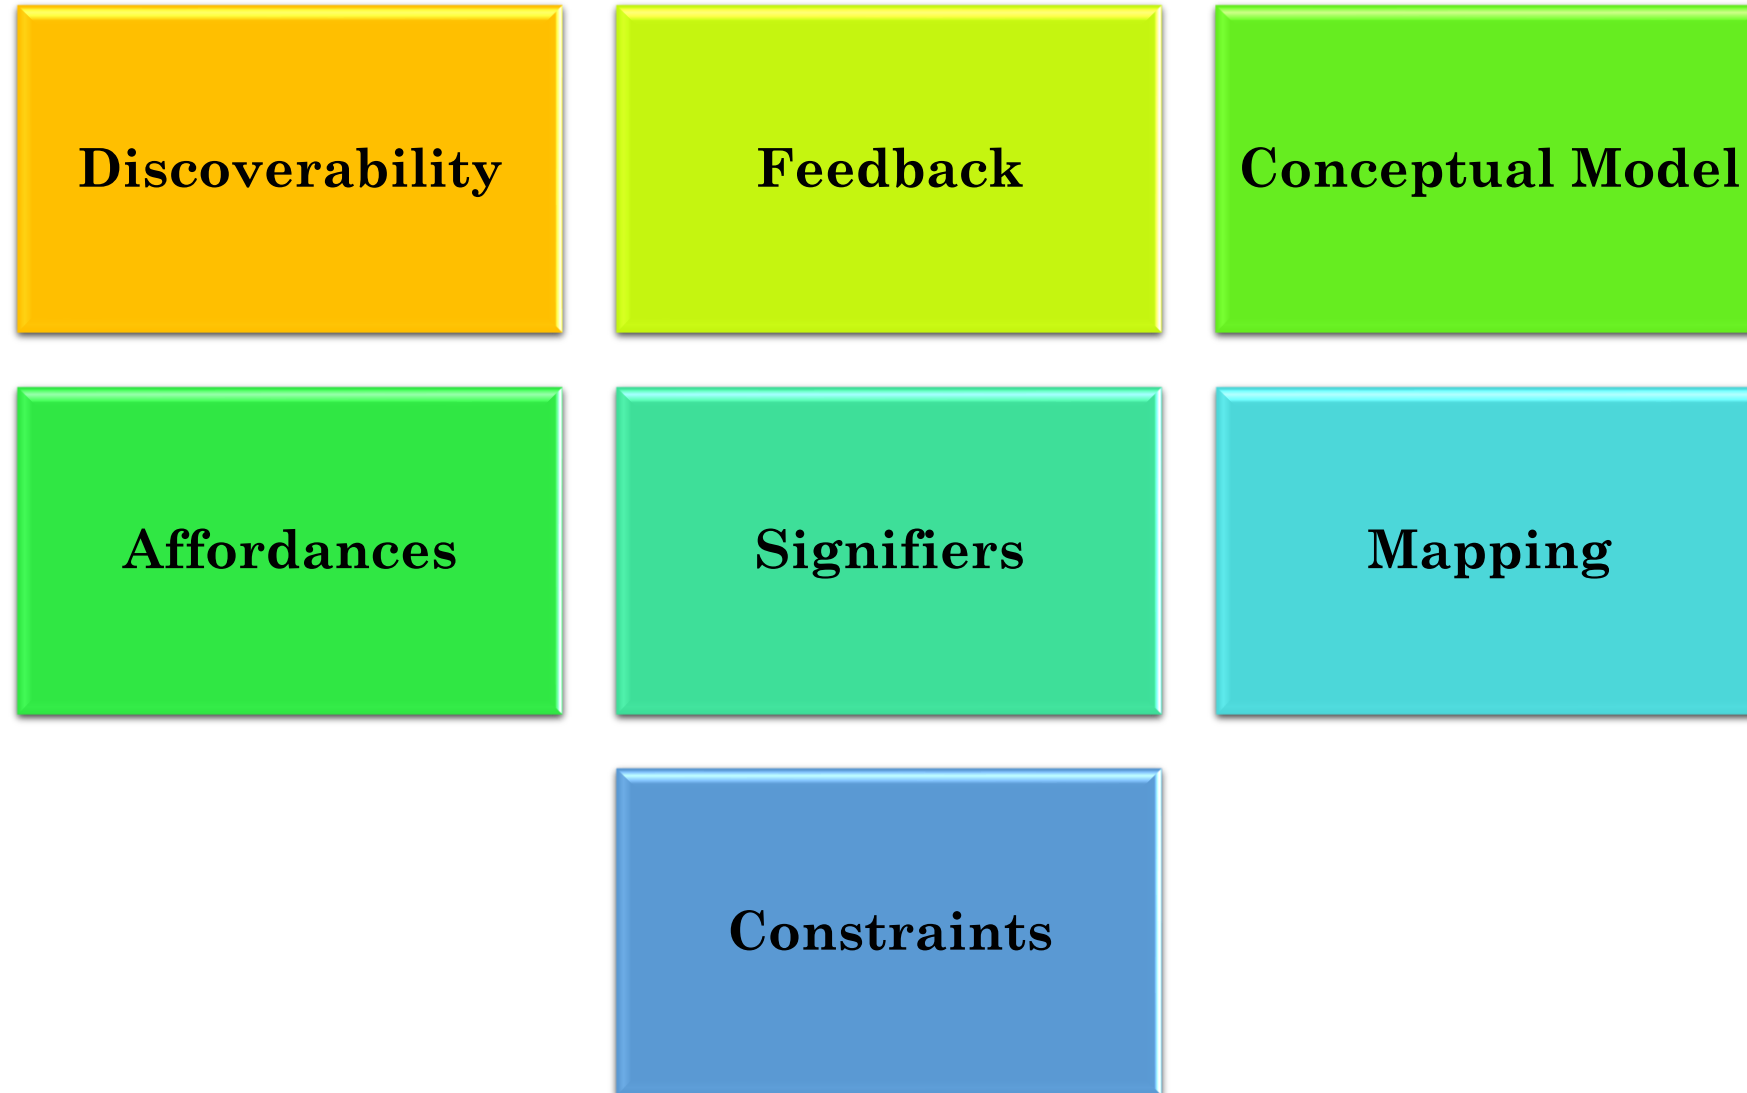 Discoverability
Feedback
Conceptual Model
Affordances
Signifiers
Mapping
Constraints